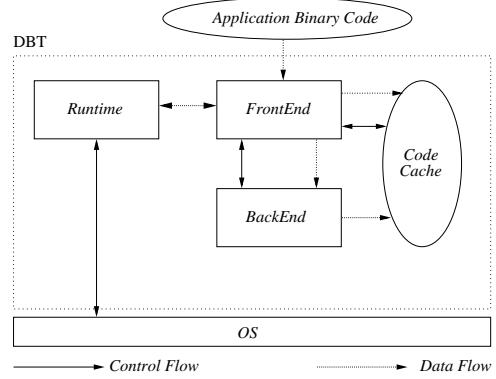 Application Binary Code
DBT
Runtime
FrontEnd
Code
Cache
BackEnd
OS
Control Flow
Data Flow